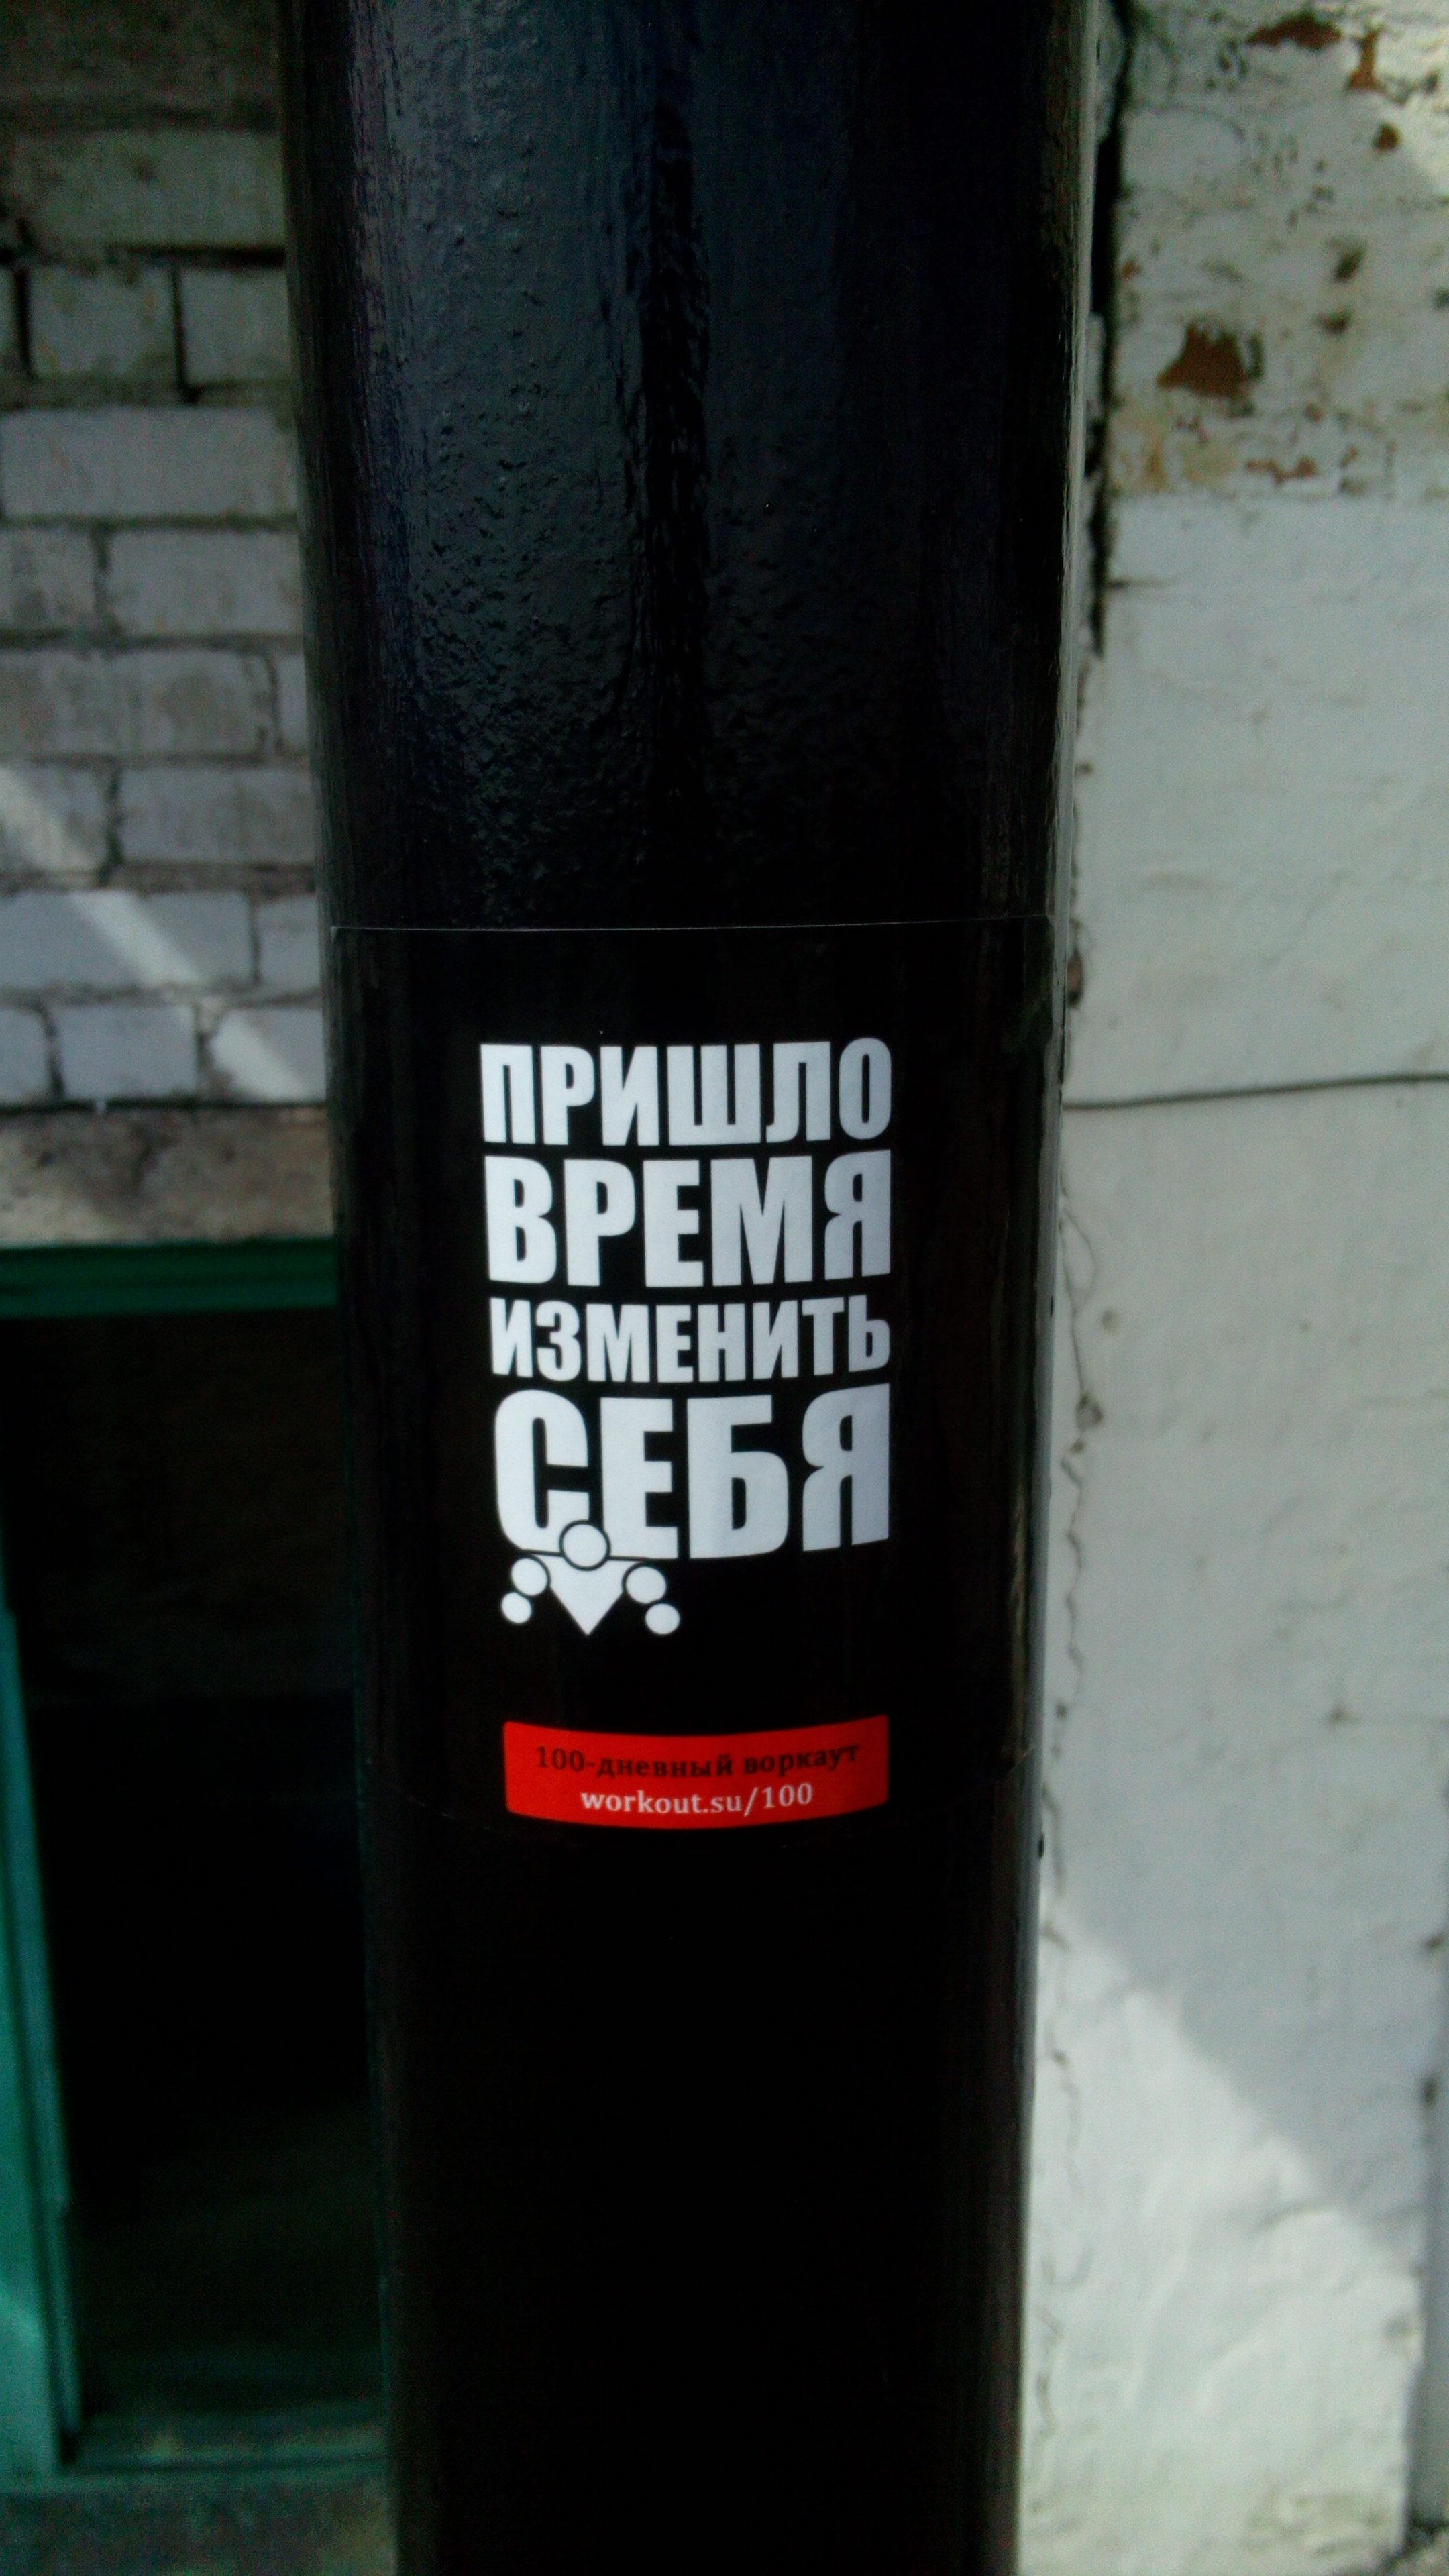 ПРИШЛО
ВРЕМЯ
ИЗМЕНИТЬ
СЕБЯ
100-дневный воркаут
workout.su/100